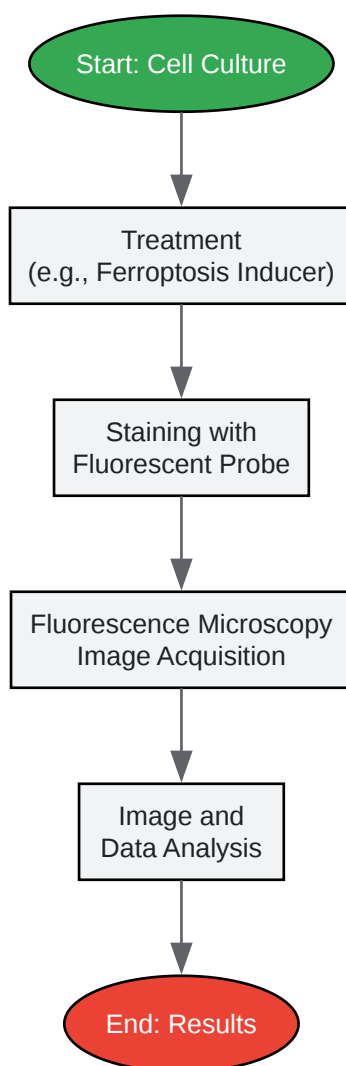 Start: Cell Culture
Treatment
(e.g., Ferroptosis Inducer)
Staining with
Fluorescent Probe
Fluorescence Microscopy
Image Acquisition
Image and
Data Analysis
End: Results